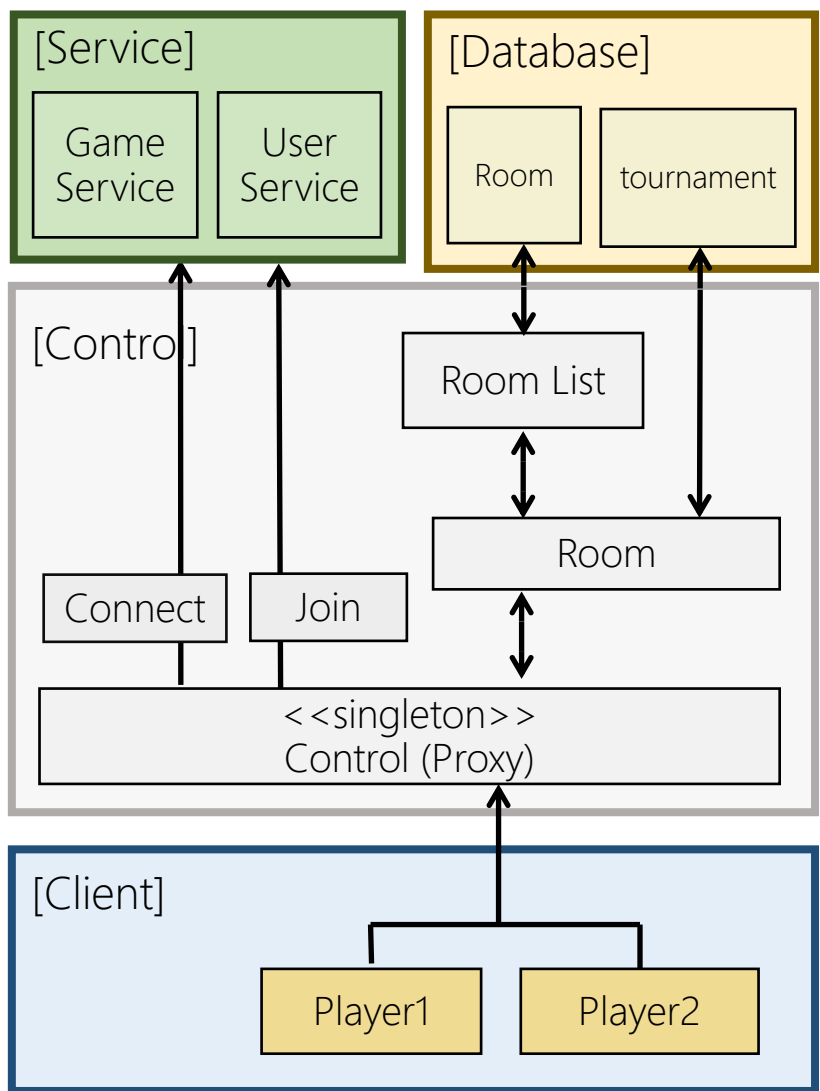 [Service]
Game
Service
User
Service
[Database]
Room
tournament
[Control]
Room List
Room
Connect
Join
<<singleton>>
Control (Proxy)
[Client]
Player1
Player2